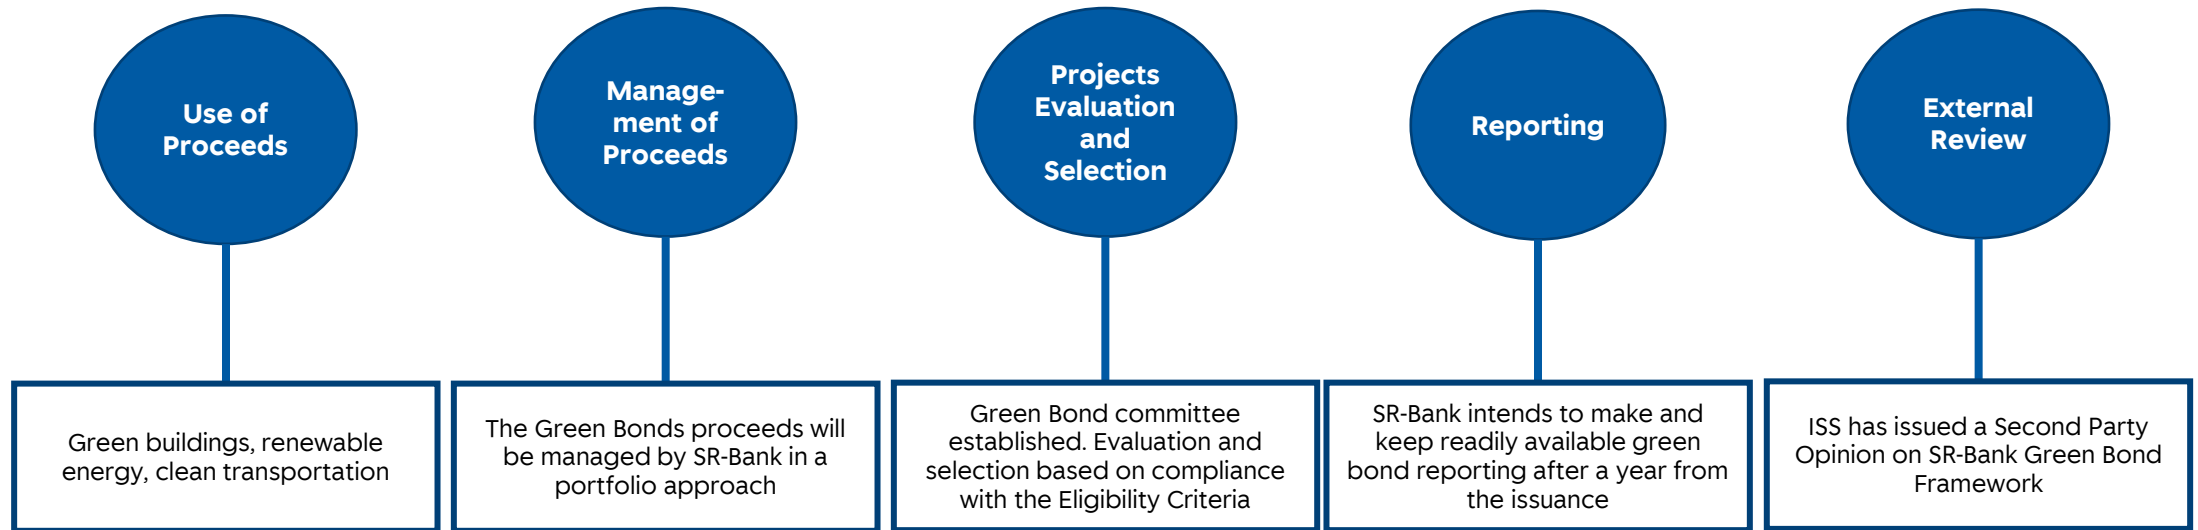 Use of
Proceeds
Manage-
ment of
Proceeds
Projects
Evaluation
and
Selection
Reporting
External
Review
Green buildings, renewable
energy, clean transportation
The Green Bonds proceeds will
be managed by SR-Bank in a
portfolio approach
Green Bond committee
established. Evaluation and
selection based on compliance
with the Eligibility Criteria
SR-Bank intends to make and
keep readily available green
bond reporting after a year from
the issuance
ISS has issued a Second Party
Opinion on SR-Bank Green Bond
Framework